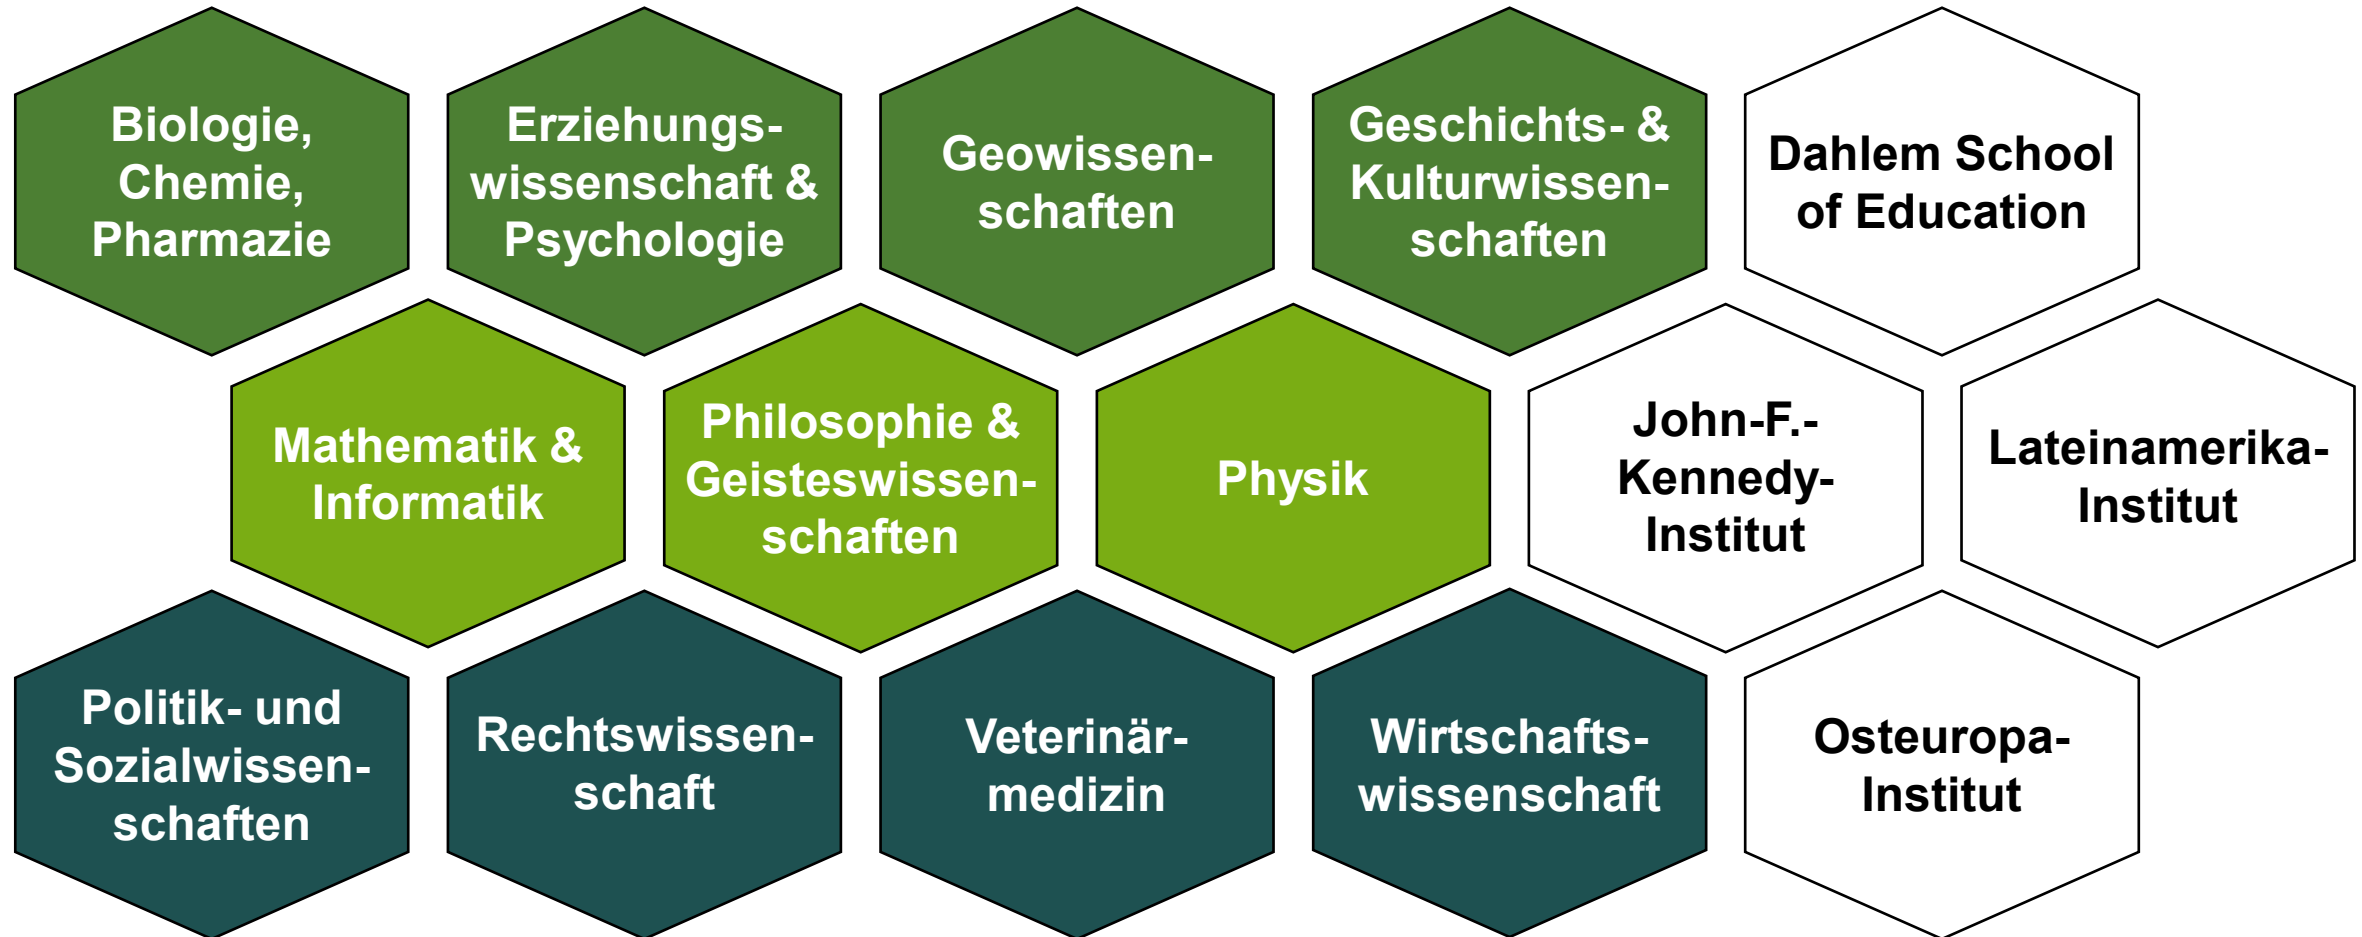 Biologie,
Chemie,
Pharmazie
Erziehungs-
wissenschaft &
Psychologie
Geowissen-
schaften
Geschichts- &
Kulturwissen-
schaften
Dahlem School
of Education
Mathematik &
Informatik
Philosophie &
Geisteswissen-
schaften
Physik
John-F.-
Kennedy-
Institut
Lateinamerika-
Institut
Politik- und
Sozialwissen-
schaften
Rechtswissen-
schaft
Veterinär-
medizin
Wirtschafts-
wissenschaft
Osteuropa-
Institut